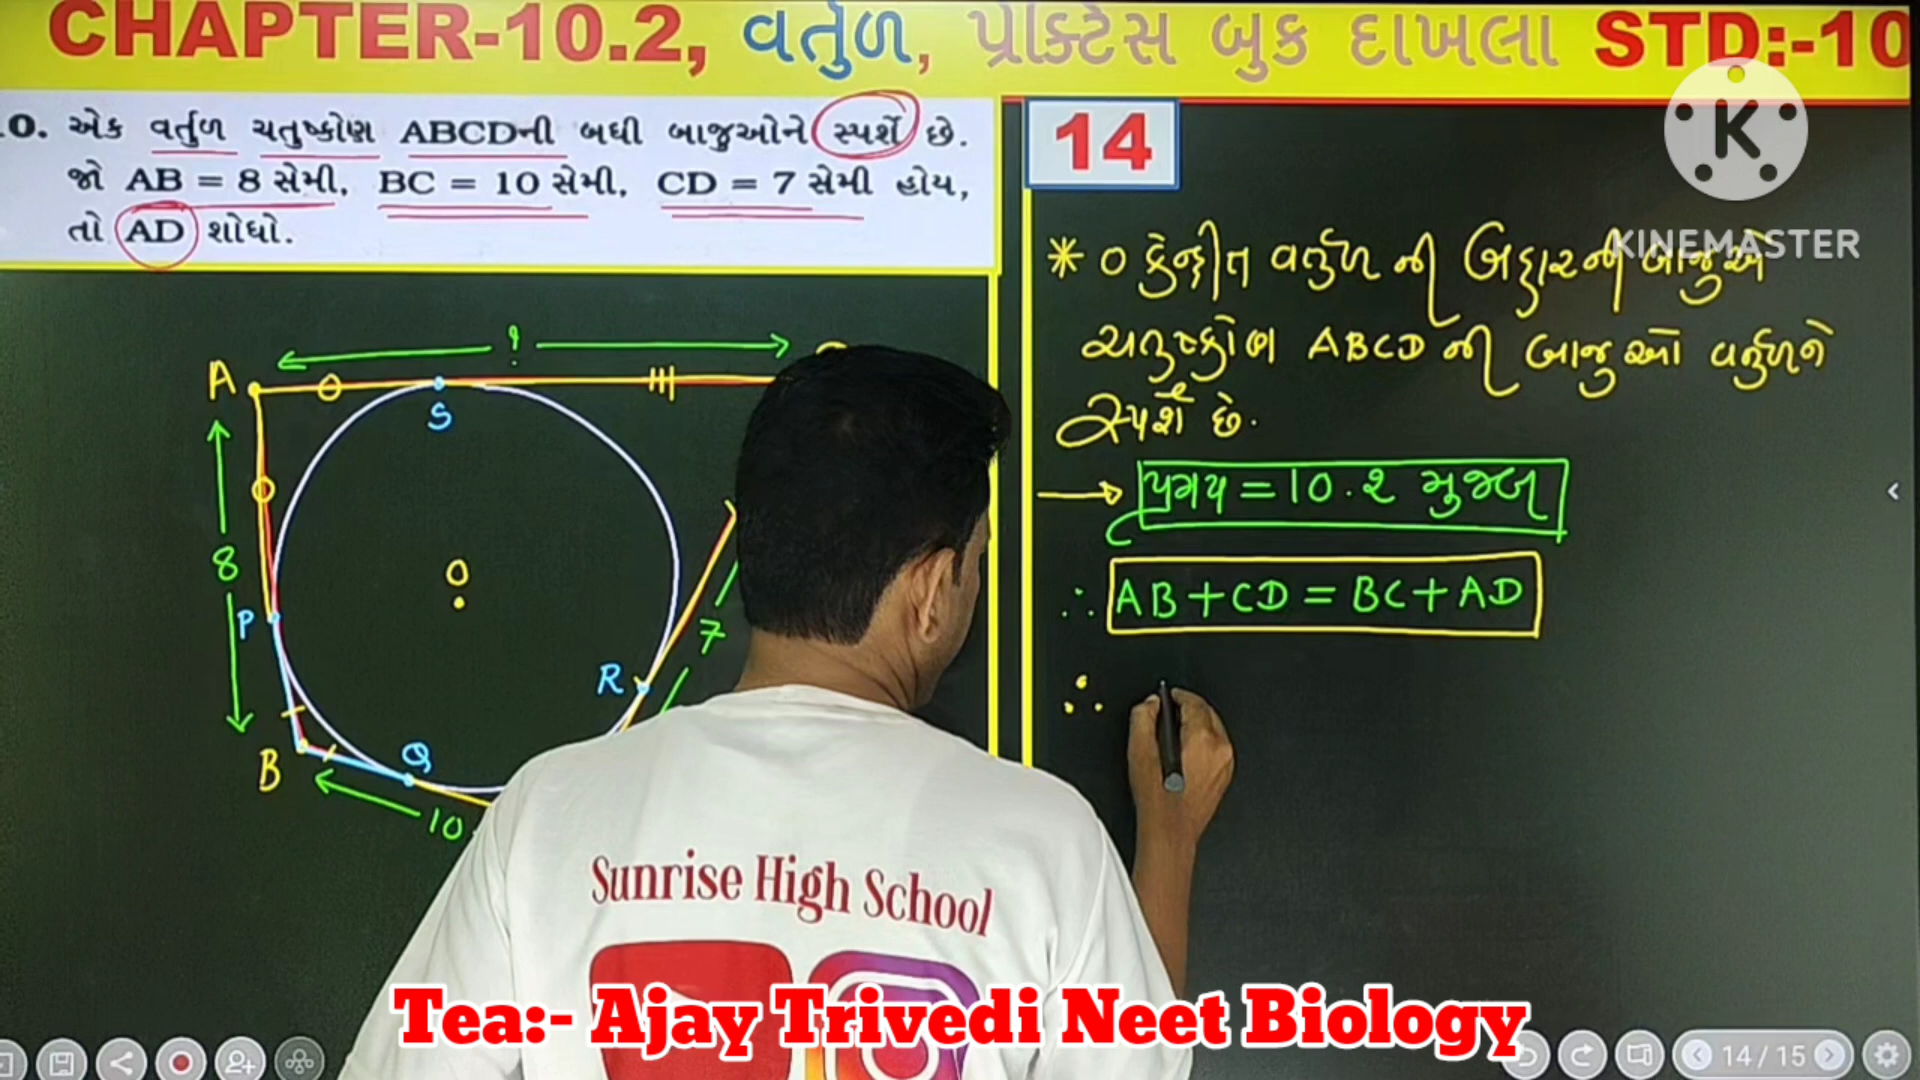 CHAPTER-10.2, વર્તુળ, પ્રેક્ટિસ બુક દાખલા STD:-10
.0. એક વર્તુળ ચતુષ્કોણ ABCDની બધી બાજુઓને સ્પર્શે છે.
જો AB = 8 સેમી, BC = 10 સેમી, CD = 7 સેમી હોય,
તો AD શોધો.
14
K
KINEMASTER
* 0 કેન્દ્રીત વર્તુળ ની બહારની બાજુએ
ચતુષ્કોણ ABCD ની બાજુઓ વર્તુળને
સ્પર્શે છે.
→ પ્રમેય = 10.2 મુજબ
∴ AB + CD = BC + AD
∴
?
A
S
8
O
P
7
R
B
Q
10
Sunrise High School
Tea:- Ajay Trivedi Neet Biology
14 / 15